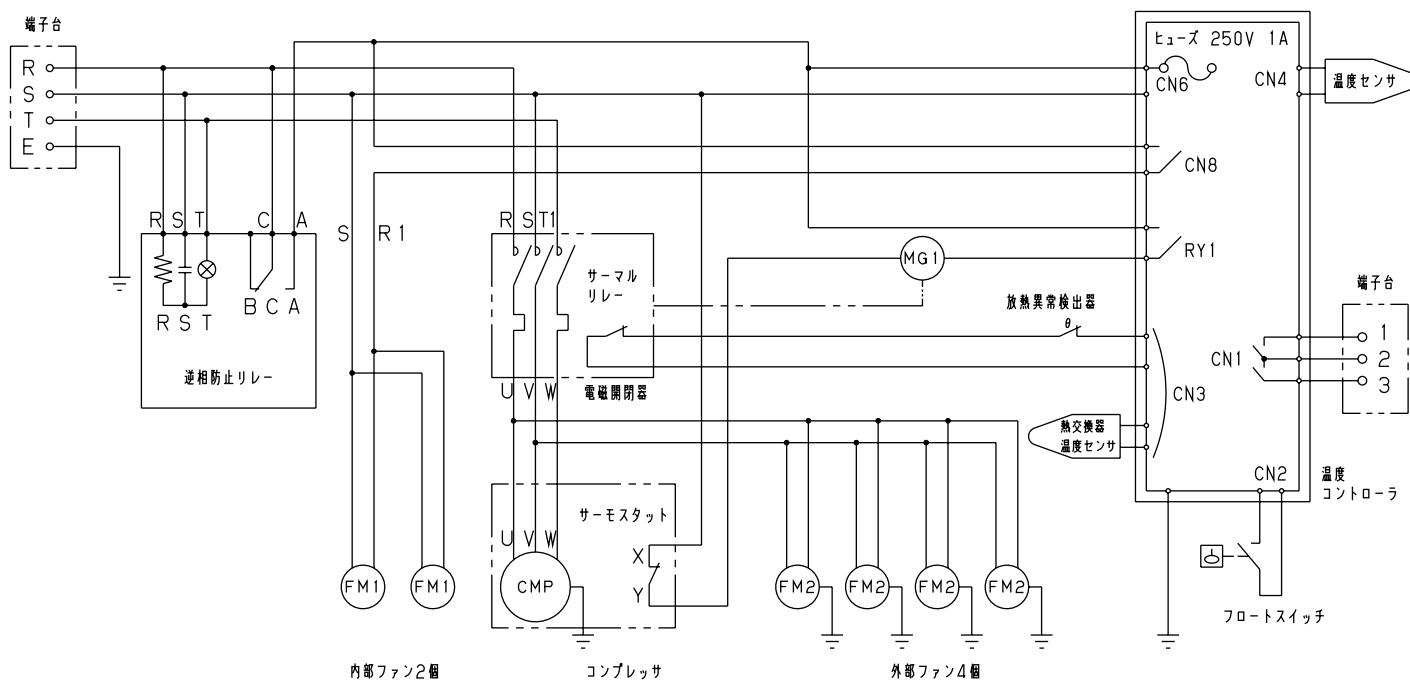 端子台
R
S
T
E
R S T C A
B C A
R S T
逆相防止リレー
S R1
R S T1
サーマル
リレー
U V W
電磁開閉器
MG1
放熱異常検出器
θ
ヒューズ 250V 1A
CN6
CN4
温度センサ
CN8
RY1
端子台
CN1
1
2
3
CN3
熱交換器
温度センサ
CN2
温度
コントローラ
サーモスタット
U V W
X
Y
FM1
FM1
CMP
FM2
FM2
FM2
FM2
フロートスイッチ
内部ファン2個
コンプレッサ
外部ファン4個